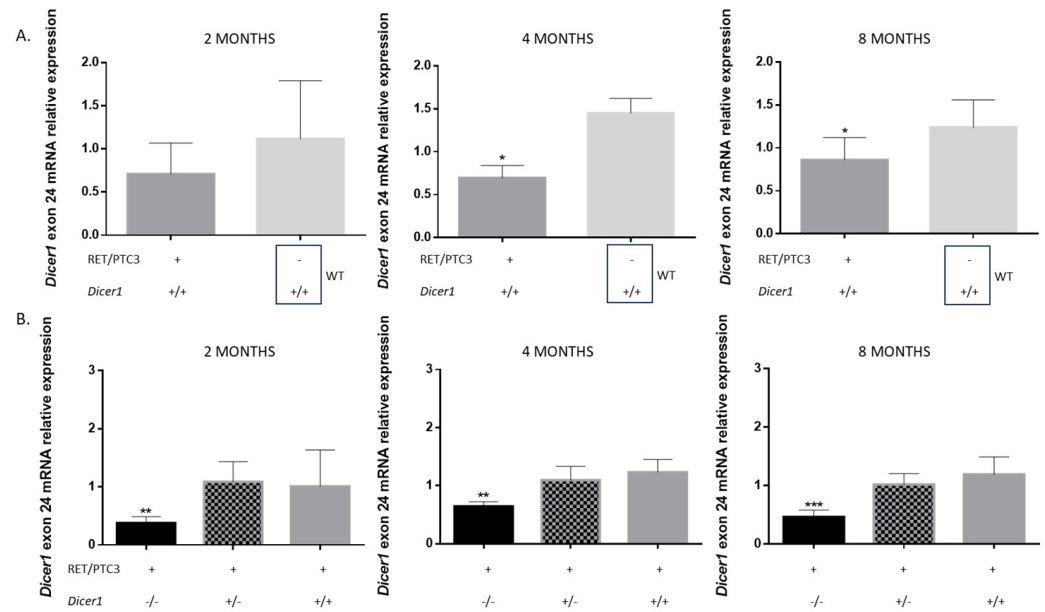 A.
2 MONTHS
4 MONTHS
8 MONTHS
Dicer1 exon 24 mRNA relative expression
2.0
1.5
1.0
0.5
0.0
RET/PTC3 + -
WT
Dicer1 +/+ +/+
Dicer1 exon 24 mRNA relative expression
2.0
1.5
1.0
0.5
0.0
*
RET/PTC3 + -
WT
Dicer1 +/+ +/+
Dicer1 exon 24 mRNA relative expression
2.0
1.5
1.0
0.5
0.0
*
RET/PTC3 + -
WT
Dicer1 +/+ +/+
B.
2 MONTHS
4 MONTHS
8 MONTHS
Dicer1 exon 24 mRNA relative expression
3
2
1
0
**
RET/PTC3 + + +
Dicer1 -/- +/- +/+
Dicer1 exon 24 mRNA relative expression
3
2
1
0
**
+ + +
-/- +/- +/+
Dicer1 exon 24 mRNA relative expression
3
2
1
0
***
+ + +
-/- +/- +/+